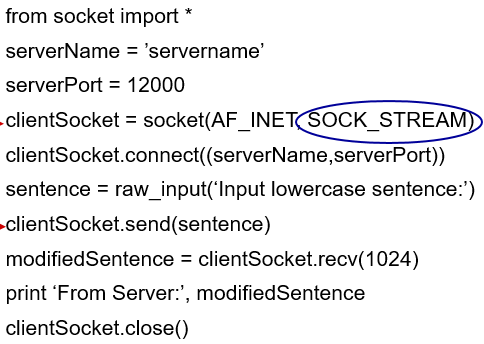 from socket import *
serverName = ’servername’
serverPort = 12000
clientSocket = socket(AF_INET, SOCK_STREAM)
clientSocket.connect((serverName,serverPort))
sentence = raw_input(‘Input lowercase sentence:’)
clientSocket.send(sentence)
modifiedSentence = clientSocket.recv(1024)
print ‘From Server:’, modifiedSentence
clientSocket.close()